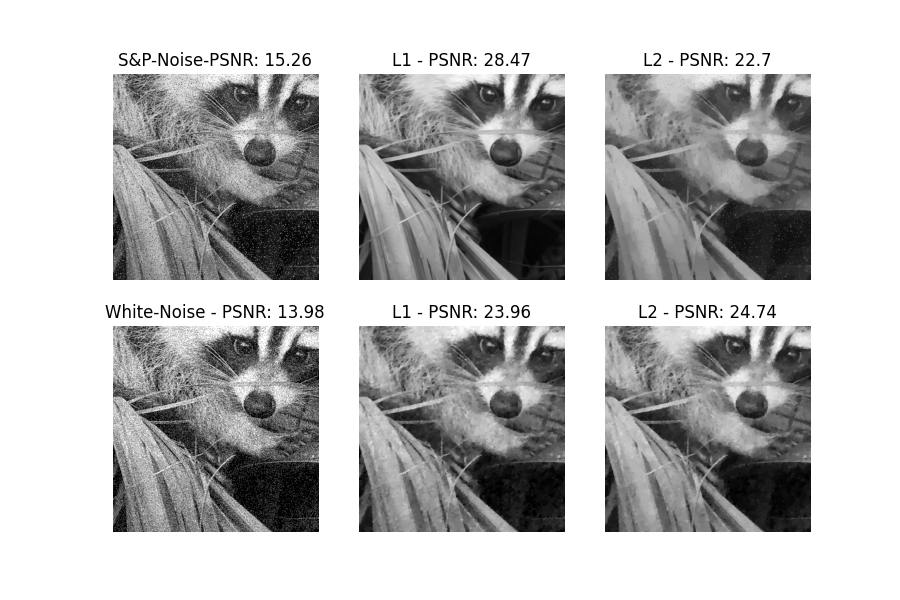 S&P-Noise-PSNR: 15.26
L1 - PSNR: 28.47
L2 - PSNR: 22.7
White-Noise - PSNR: 13.98
L1 - PSNR: 23.96
L2 - PSNR: 24.74